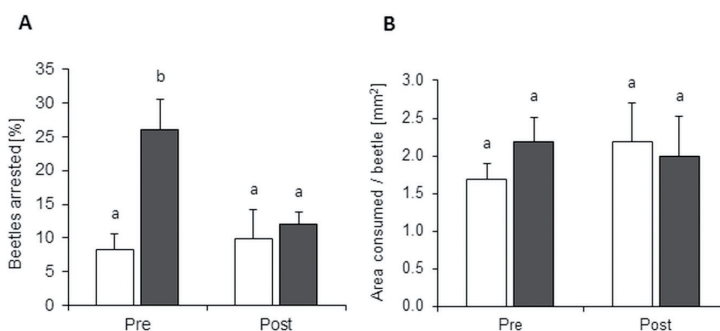 A
Beetles arrested [%]
35
30
25
20
15
10
5
0
a
b
a
a
Pre
Post
B
Area consumed / beetle [mm²]
3.0
2.5
2.0
1.5
1.0
0.5
0.0
a
a
a
a
Pre
Post